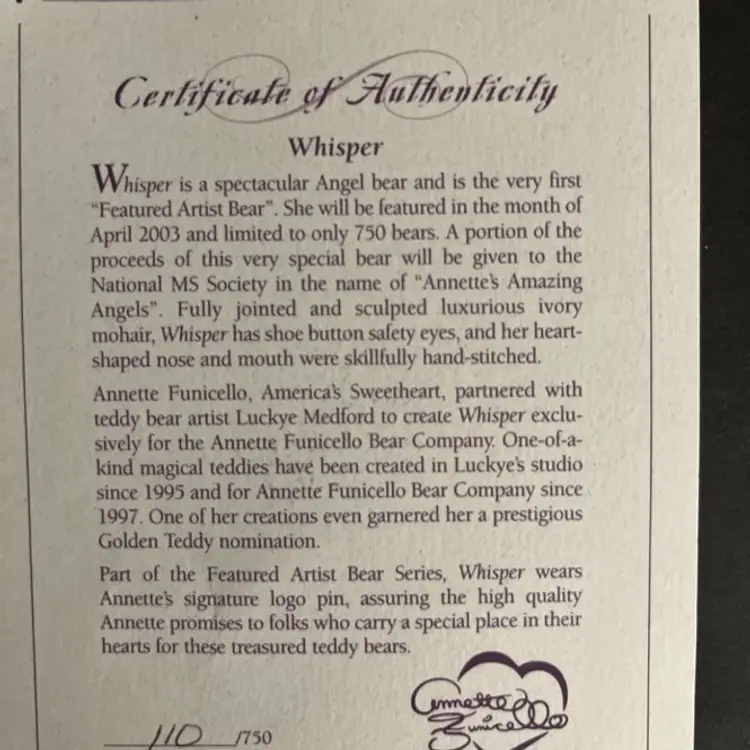 Certificate of Authenticity
Whisper
Whisper is a spectacular Angel bear and is the very first
"Featured Artist Bear". She will be featured in the month of
April 2003 and limited to only 750 bears. A portion of the
proceeds of this very special bear will be given to the
National MS Society in the name of "Annette's Amazing
Angels". Fully jointed and sculpted luxurious ivory
mohair, Whisper has shoe button safety eyes, and her heart-
shaped nose and mouth were skillfully hand-stitched.
Annette Funicello, America's Sweetheart, partnered with
teddy bear artist Luckye Medford to create Whisper exclu-
sively for the Annette Funicello Bear Company. One-of-a-
kind magical teddies have been created in Luckye's studio
since 1995 and for Annette Funicello Bear Company since
1997. One of her creations even garnered her a prestigious
Golden Teddy nomination.
Part of the Featured Artist Bear Series, Whisper wears
Annette's signature logo pin, assuring the high quality
Annette promises to folks who carry a special place in their
hearts for these treasured teddy bears.
Annette
Funicello
110 /750